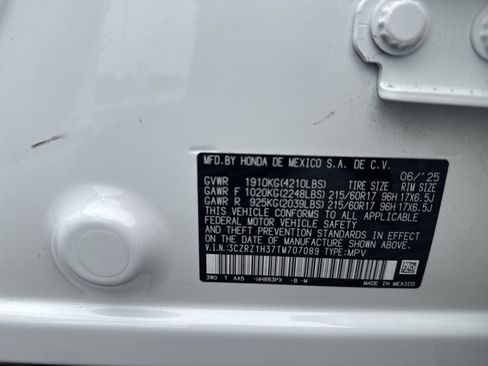 MFD.BY HONDA DE MEXICO S.A. DE C.V.
06/'25
TIRE SIZE RIM SIZE
GVWR 1910KG(4210LBS)
GAWR F 1020KG(2248LBS) 215/60R17 96H 17X6.5J
GAWR R 925KG(2039LBS) 215/60R17 96H 17X6.5J
THIS VEHICLE CONFORMS TO ALL APPLICABLE
FEDERAL MOTOR VEHICLE SAFETY
AND THEFT PREVENTION STANDARDS IN EFFECT ON
THE DATE OF MANUFACTURE SHOWN ABOVE.
V.I.N:3CZRZ1H37TM707089 TYPE:MPV
3W0 T AA5 -NH883PX -B -M MADE IN MEXICO